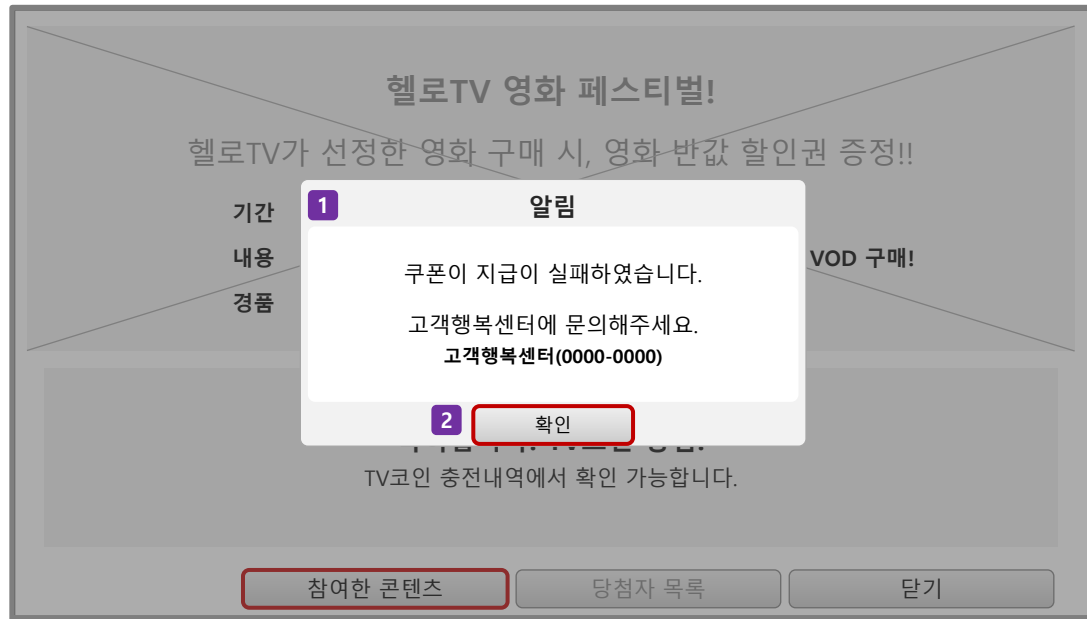 헬로TV 영화 페스티벌!
헬로TV가 선정한 영화 구매 시, 영화 반값 할인권 증정!!
기간
내용
VOD 구매!
경품
1
알림
쿠폰이 지급이 실패하였습니다.
고객행복센터에 문의해주세요.
고객행복센터(0000-0000)
2
확인
TV코인 충전내역에서 확인 가능합니다.
참여한 콘텐츠
당첨자 목록
닫기